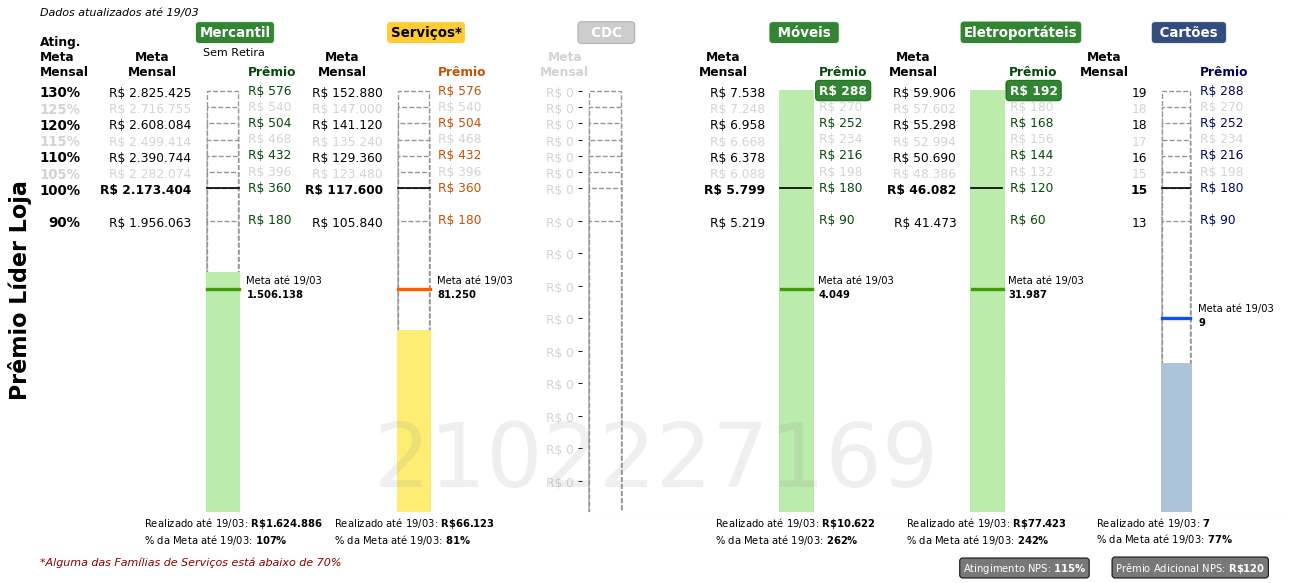 Dados atualizados até 19/03
Mercantil Serviços* CDC Móveis Eletroportáteis Cartões
Sem Retira
Ating. Meta Mensal
Meta Mensal Prêmio Meta Mensal Prêmio Meta Mensal Meta Mensal Prêmio Meta Mensal Prêmio Meta Mensal Prêmio
130% R$ 2.825.425 R$ 576 R$ 152.880 R$ 576 R$ 0 R$ 7.538 R$ 288 R$ 59.906 R$ 192 19 R$ 288
125% R$ 2.716.755 R$ 540 R$ 147.000 R$ 540 R$ 0 R$ 7.248 R$ 270 R$ 57.602 R$ 180 18 R$ 270
120% R$ 2.608.084 R$ 504 R$ 141.120 R$ 504 R$ 0 R$ 6.958 R$ 252 R$ 55.298 R$ 168 18 R$ 252
115% R$ 2.499.414 R$ 468 R$ 135.240 R$ 468 R$ 0 R$ 6.668 R$ 234 R$ 52.994 R$ 156 17 R$ 234
110% R$ 2.390.744 R$ 432 R$ 129.360 R$ 432 R$ 0 R$ 6.378 R$ 216 R$ 50.690 R$ 144 16 R$ 216
105% R$ 2.282.074 R$ 396 R$ 123.480 R$ 396 R$ 0 R$ 6.088 R$ 198 R$ 48.386 R$ 132 15 R$ 198
100% R$ 2.173.404 R$ 360 R$ 117.600 R$ 360 R$ 0 R$ 5.799 R$ 180 R$ 46.082 R$ 120 15 R$ 180
90% R$ 1.956.063 R$ 180 R$ 105.840 R$ 180 R$ 0 R$ 5.219 R$ 90 R$ 41.473 R$ 60 13 R$ 90
R$ 0
Meta até 19/03 Meta até 19/03 R$ 0 Meta até 19/03 Meta até 19/03
1.506.138 81.250 4.049 31.987
Meta até 19/03
R$ 0 9
R$ 0
R$ 0
R$ 0
R$ 0
R$ 0
Prêmio Líder Loja
2102227169
Realizado até 19/03: R$1.624.886 Realizado até 19/03: R$66.123 Realizado até 19/03: R$10.622 Realizado até 19/03: R$77.423 Realizado até 19/03: 7
% da Meta até 19/03: 107% % da Meta até 19/03: 81% % da Meta até 19/03: 262% % da Meta até 19/03: 242% % da Meta até 19/03: 77%
*Alguma das Famílias de Serviços está abaixo de 70% Atingimento NPS: 115% Prêmio Adicional NPS: R$120